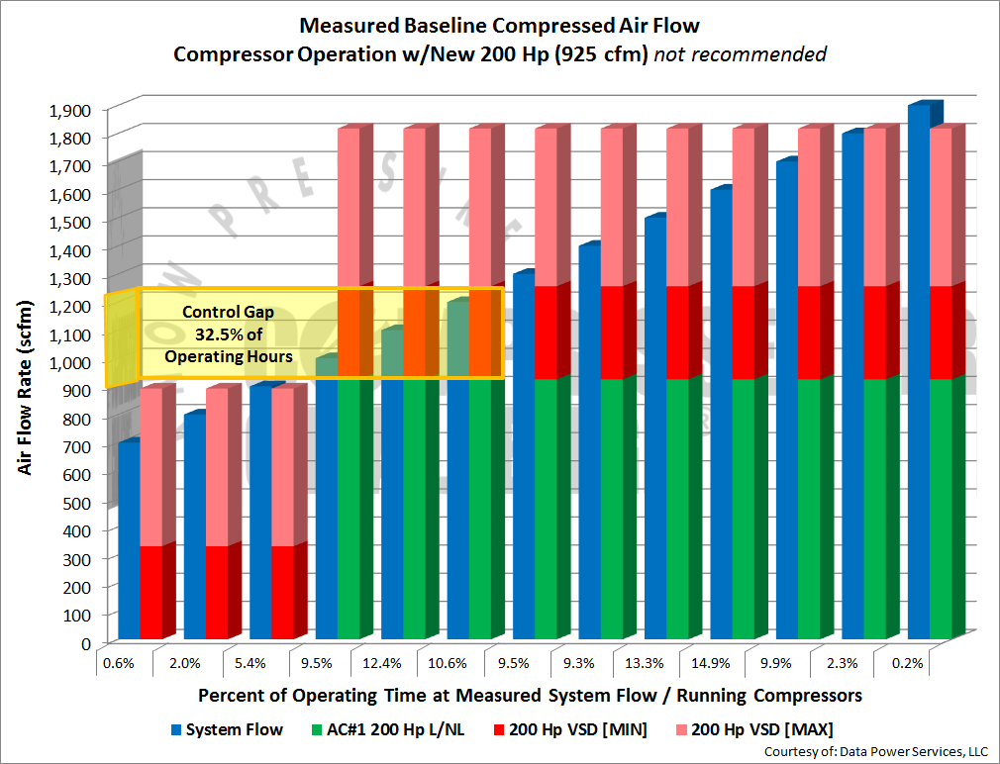 Measured Baseline Compressed Air Flow
Compressor Operation w/New 200 Hp (925 cfm) not recommended
Air Flow Rate (scfm)
1,900
1,800
1,700
1,600
1,500
1,400
1,300
1,200
1,100
1,000
900
800
700
600
500
400
300
200
100
0
Control Gap
32.5% of
Operating Hours
0.6% 2.0% 5.4% 9.5% 12.4% 10.6% 9.5% 9.3% 13.3% 14.9% 9.9% 2.3% 0.2%
Percent of Operating Time at Measured System Flow / Running Compressors
System Flow AC#1 200 Hp L/NL 200 Hp VSD [MIN] 200 Hp VSD [MAX]
Courtesy of: Data Power Services, LLC